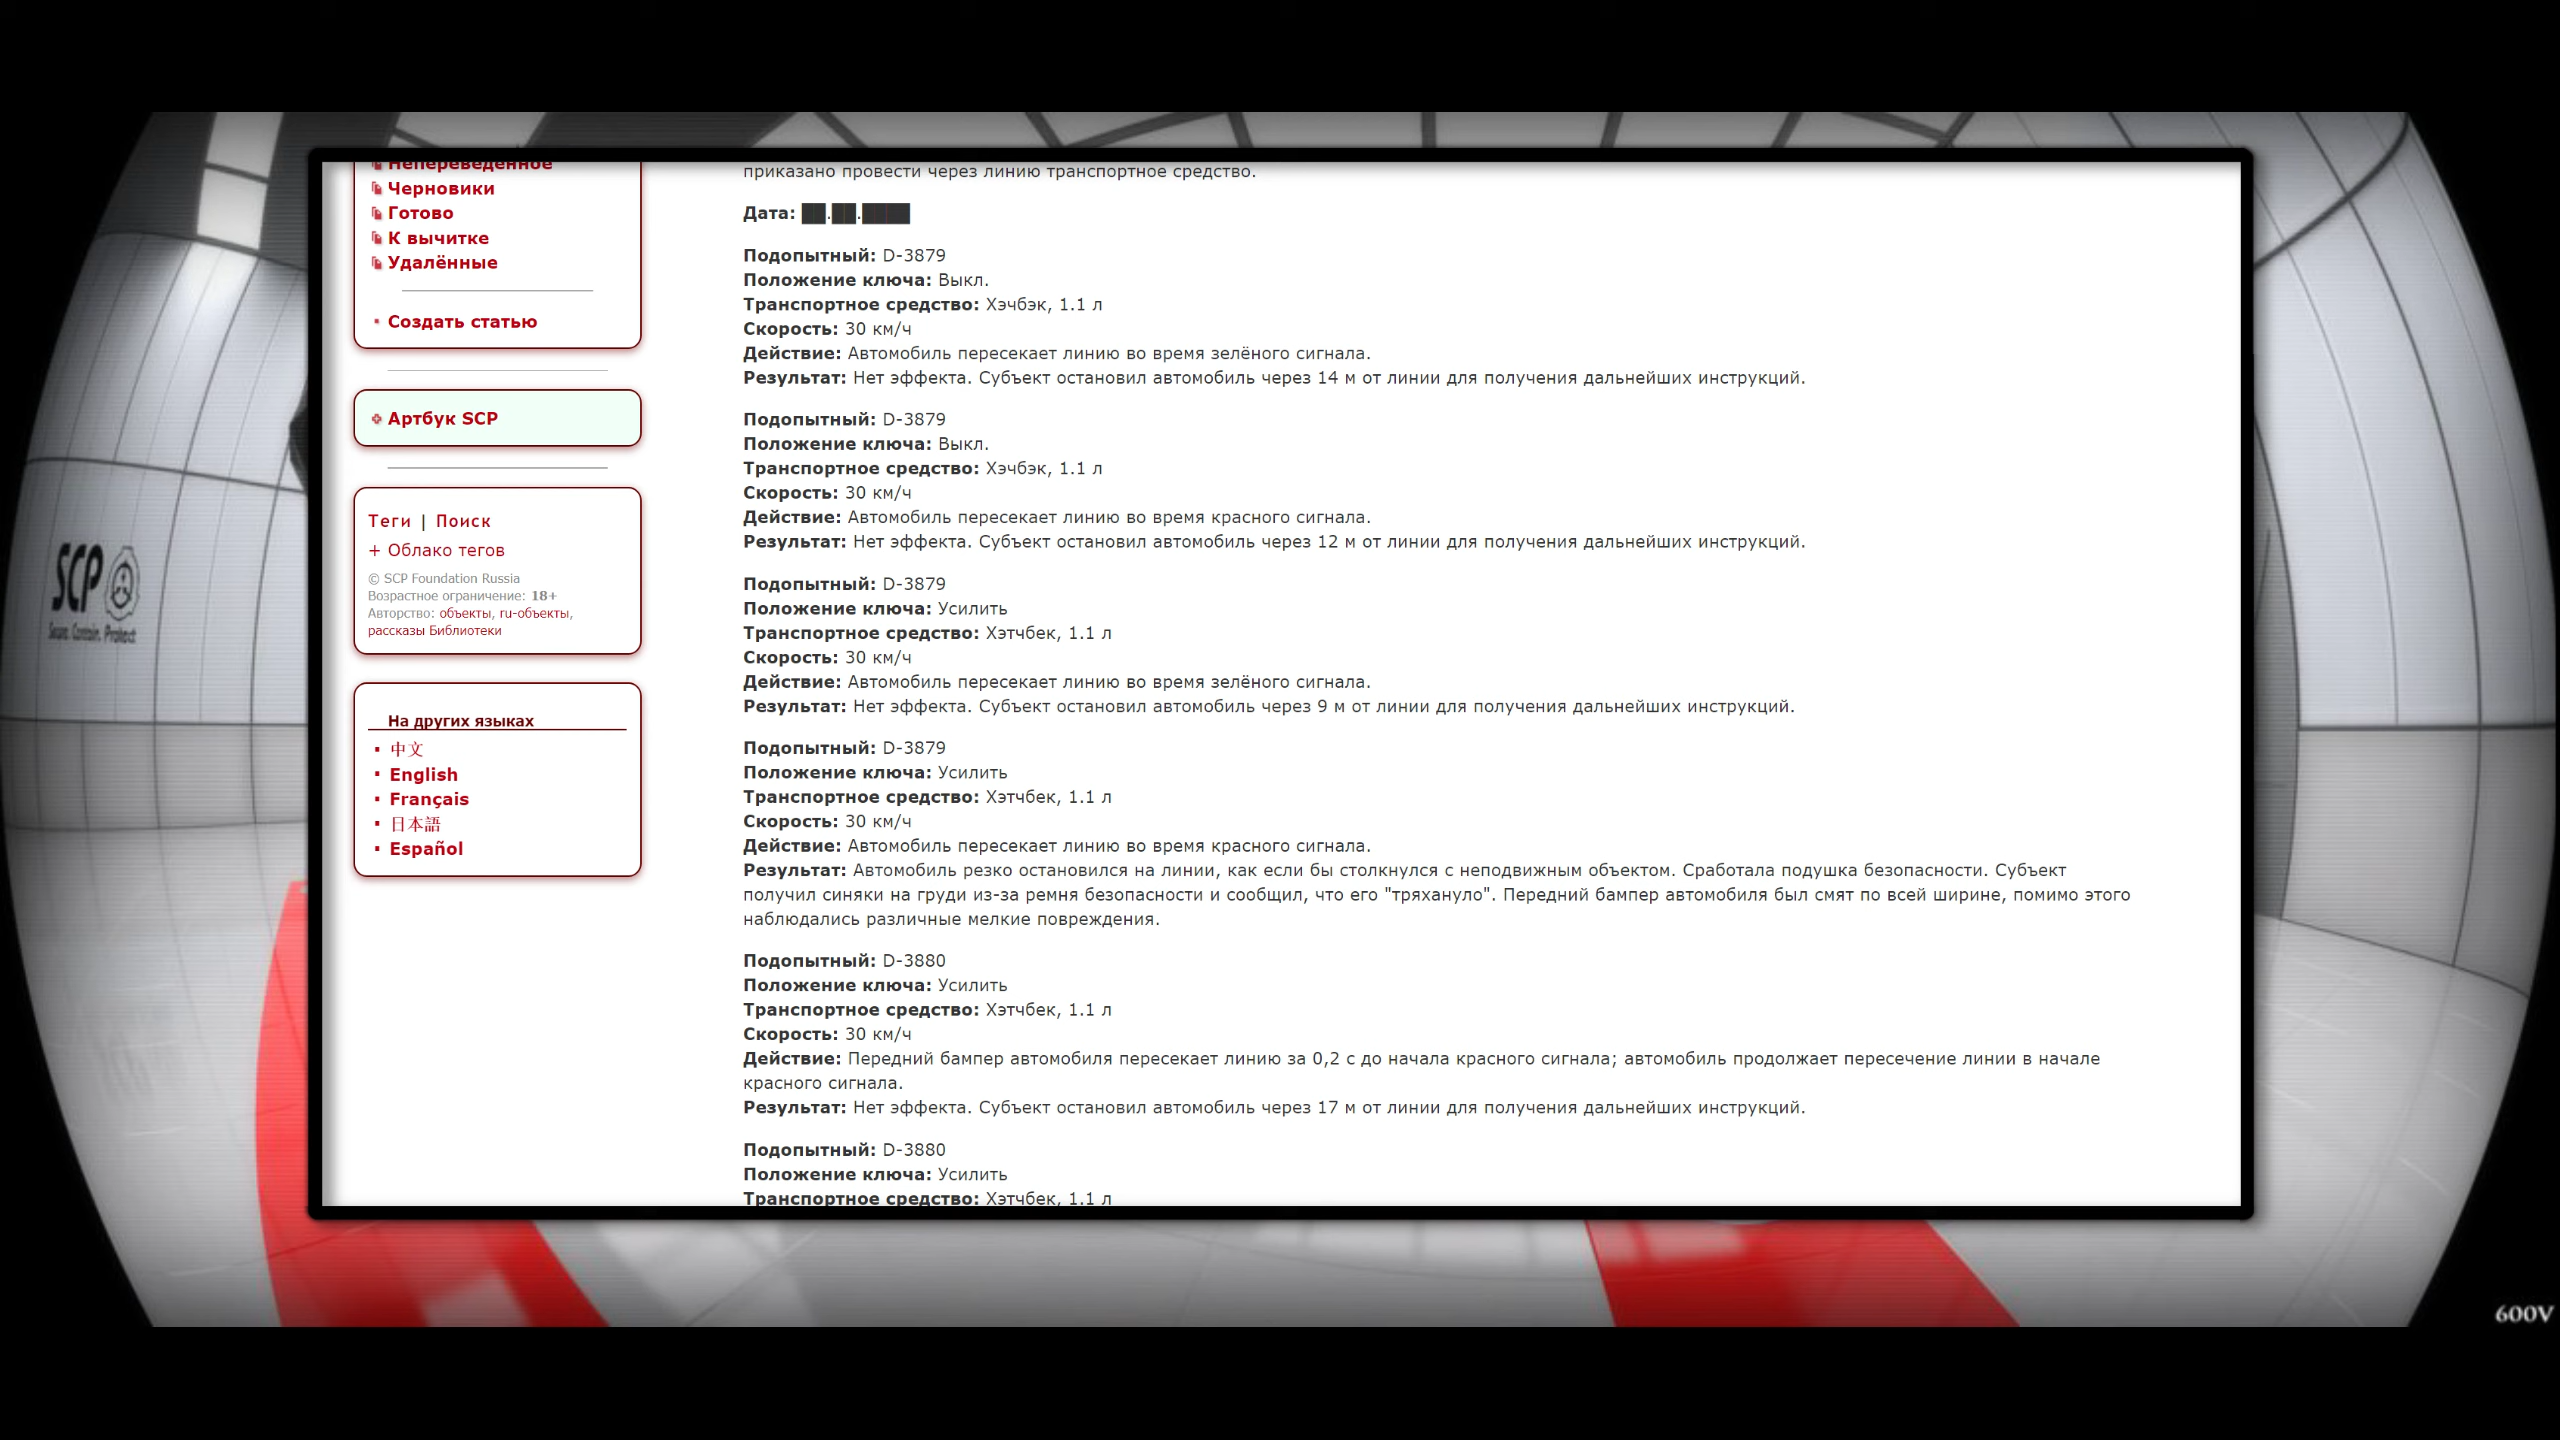 Непереведённое
Черновики
Готово
К вычитке
Удалённые
Создать статью
Артбук SCP
Теги | Поиск
+ Облако тегов
© SCP Foundation Russia
Возрастное ограничение: 18+
Авторство: объекты, ru-объекты,
рассказы Библиотеки
На других языках
中文
English
Français
日本語
Español
приказано провести через линию транспортное средство.
Дата: ██.██.████
Подопытный: D-3879
Положение ключа: Выкл.
Транспортное средство: Хэчбэк, 1.1 л
Скорость: 30 км/ч
Действие: Автомобиль пересекает линию во время зелёного сигнала.
Результат: Нет эффекта. Субъект остановил автомобиль через 14 м от линии для получения дальнейших инструкций.
Подопытный: D-3879
Положение ключа: Выкл.
Транспортное средство: Хэчбэк, 1.1 л
Скорость: 30 км/ч
Действие: Автомобиль пересекает линию во время красного сигнала.
Результат: Нет эффекта. Субъект остановил автомобиль через 12 м от линии для получения дальнейших инструкций.
Подопытный: D-3879
Положение ключа: Усилить
Транспортное средство: Хэтчбек, 1.1 л
Скорость: 30 км/ч
Действие: Автомобиль пересекает линию во время зелёного сигнала.
Результат: Нет эффекта. Субъект остановил автомобиль через 9 м от линии для получения дальнейших инструкций.
Подопытный: D-3879
Положение ключа: Усилить
Транспортное средство: Хэтчбек, 1.1 л
Скорость: 30 км/ч
Действие: Автомобиль пересекает линию во время красного сигнала.
Результат: Автомобиль резко остановился на линии, как если бы столкнулся с неподвижным объектом. Сработала подушка безопасности. Субъект
получил синяки на груди из-за ремня безопасности и сообщил, что его "тряхануло". Передний бампер автомобиля был смят по всей ширине, помимо этого
наблюдались различные мелкие повреждения.
Подопытный: D-3880
Положение ключа: Усилить
Транспортное средство: Хэтчбек, 1.1 л
Скорость: 30 км/ч
Действие: Передний бампер автомобиля пересекает линию за 0,2 с до начала красного сигнала; автомобиль продолжает пересечение линии в начале
красного сигнала.
Результат: Нет эффекта. Субъект остановил автомобиль через 17 м от линии для получения дальнейших инструкций.
Подопытный: D-3880
Положение ключа: Усилить
Транспортное средство: Хэтчбек, 1.1 л
SCP
Secure. Contain. Protect
600V